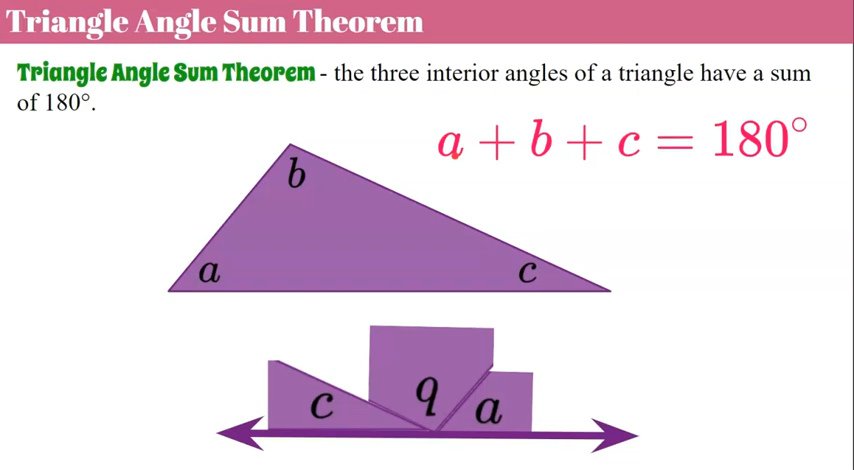 Triangle Angle Sum Theorem
Triangle Angle Sum Theorem - the three interior angles of a triangle have a sum
of 180°.
a + b + c = 180°
b
a
c
c
q
a